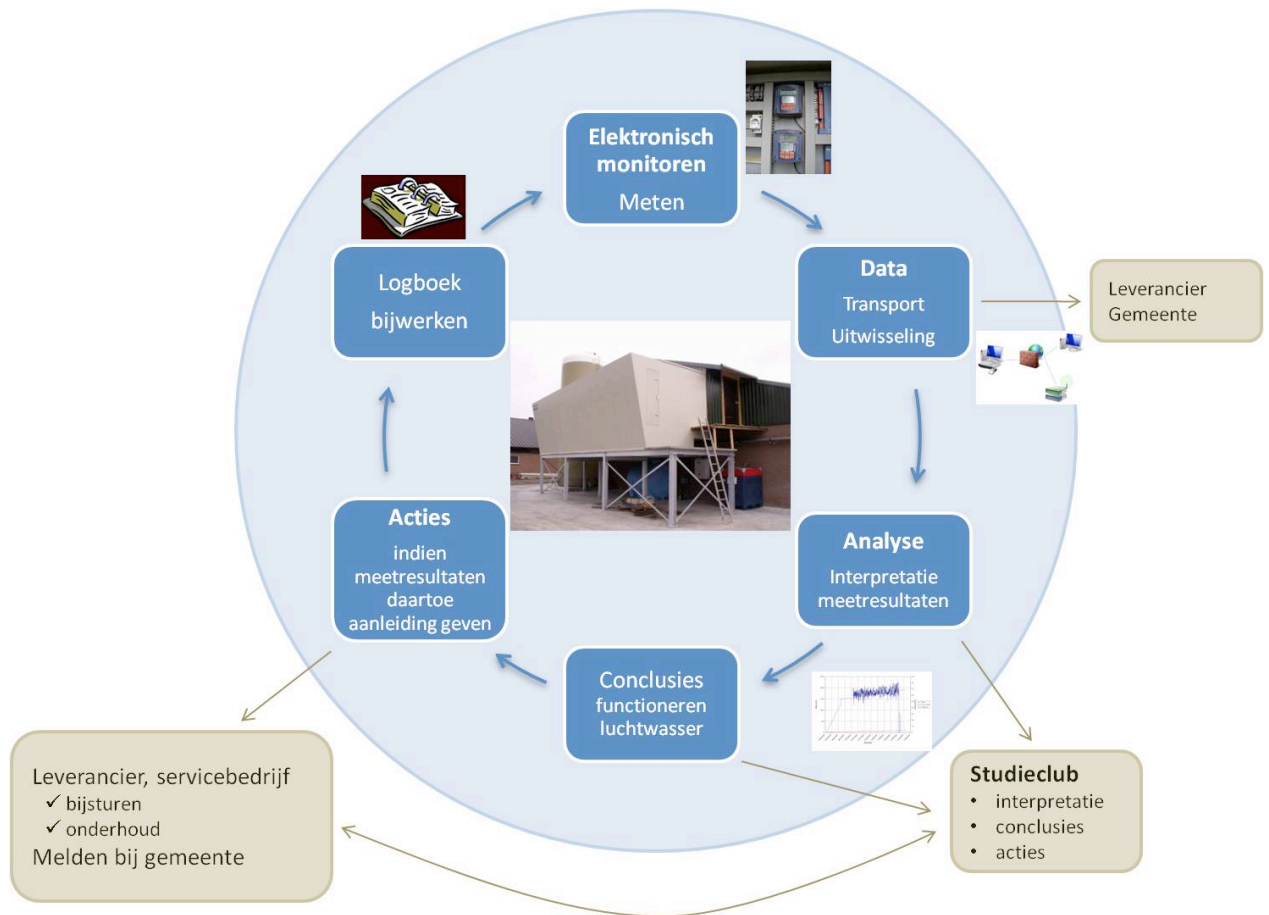 Elektronisch
monitoren
Meten
Data
Transport
Uitwisseling
Leverancier
Gemeente
Analyse
Interpretatie
meetresultaten
Conclusies
functioneren
luchtwasser
Acties
indien
meetresultaten
daartoe
aanleiding geven
Logboek
bijwerken
Leverancier, servicebedrijf
✓ bijsturen
✓ onderhoud
Melden bij gemeente
Studieclub
• interpretatie
• conclusies
• acties